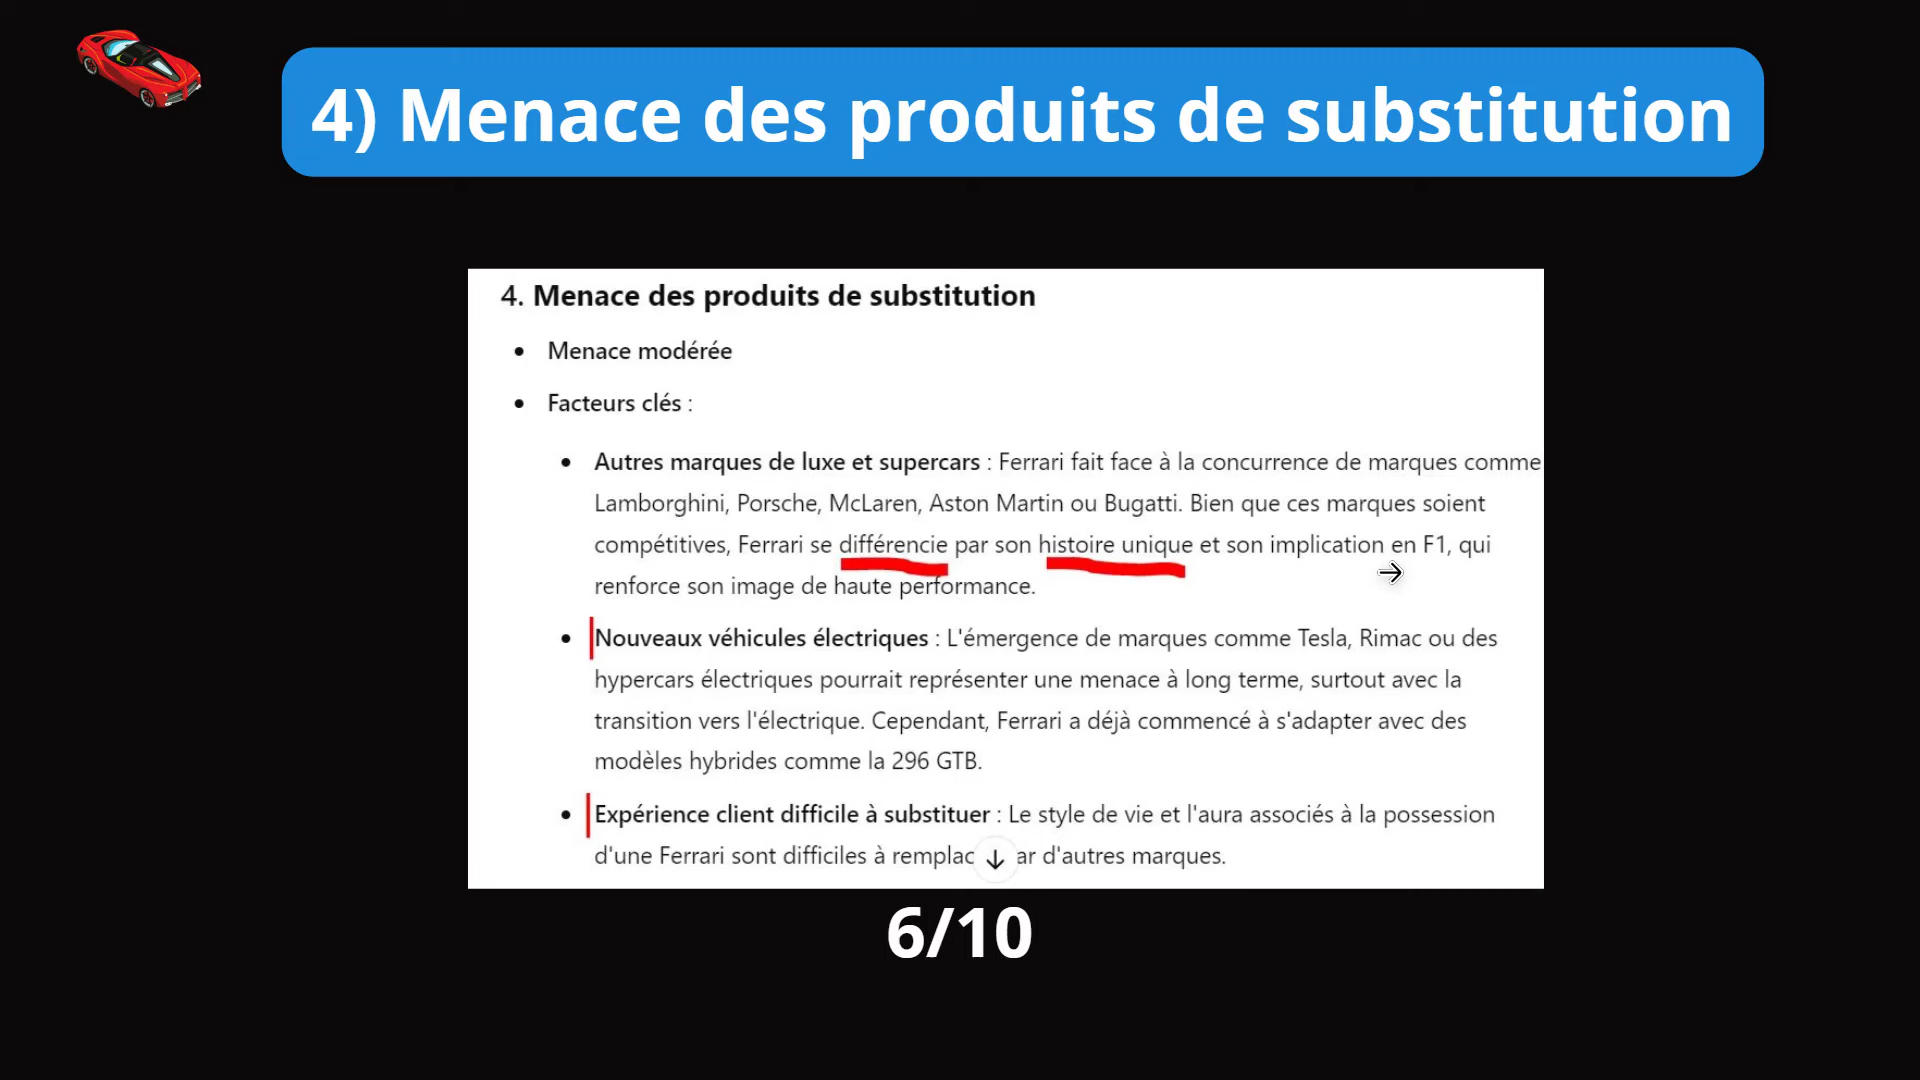 4) Menace des produits de substitution
4. Menace des produits de substitution
• Menace modérée
• Facteurs clés :
• Autres marques de luxe et supercars : Ferrari fait face à la concurrence de marques comme
Lamborghini, Porsche, McLaren, Aston Martin ou Bugatti. Bien que ces marques soient
compétitives, Ferrari se différencie par son histoire unique et son implication en F1, qui
renforce son image de haute performance.
• Nouveaux véhicules électriques : L'émergence de marques comme Tesla, Rimac ou des
hypercars électriques pourrait représenter une menace à long terme, surtout avec la
transition vers l'électrique. Cependant, Ferrari a déjà commencé à s'adapter avec des
modèles hybrides comme la 296 GTB.
• Expérience client difficile à substituer : Le style de vie et l'aura associés à la possession
d'une Ferrari sont difficiles à remplac ar d'autres marques.
6/10